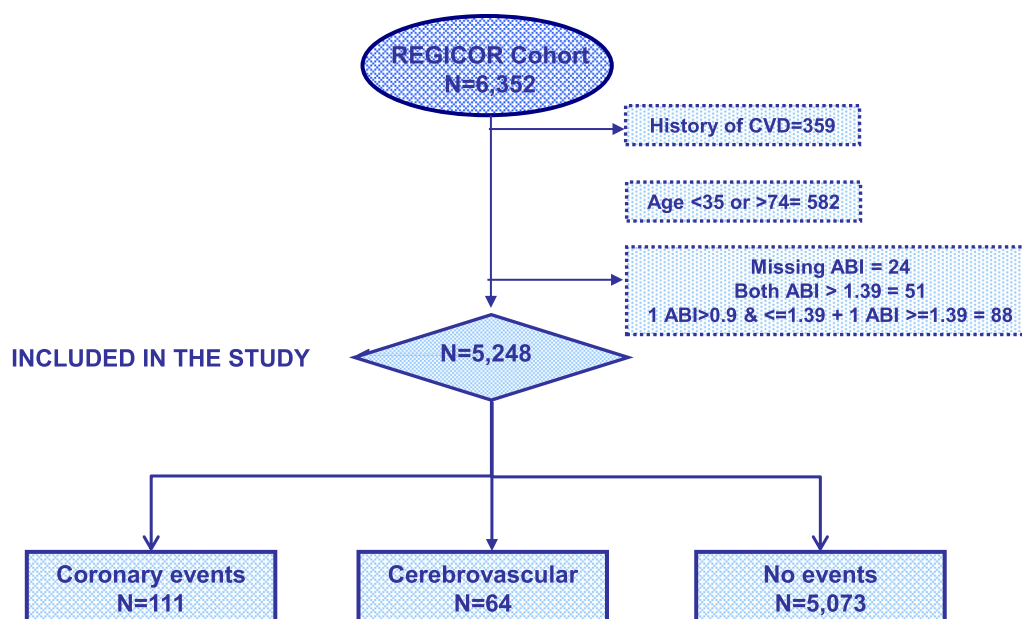 REGICOR Cohort
N=6,352
History of CVD=359
Age <35 or >74= 582
Missing ABI = 24
Both ABI > 1.39 = 51
1 ABI>0.9 & <=1.39 + 1 ABI >=1.39 = 88
INCLUDED IN THE STUDY
N=5,248
Coronary events
N=111
Cerebrovascular
N=64
No events
N=5,073